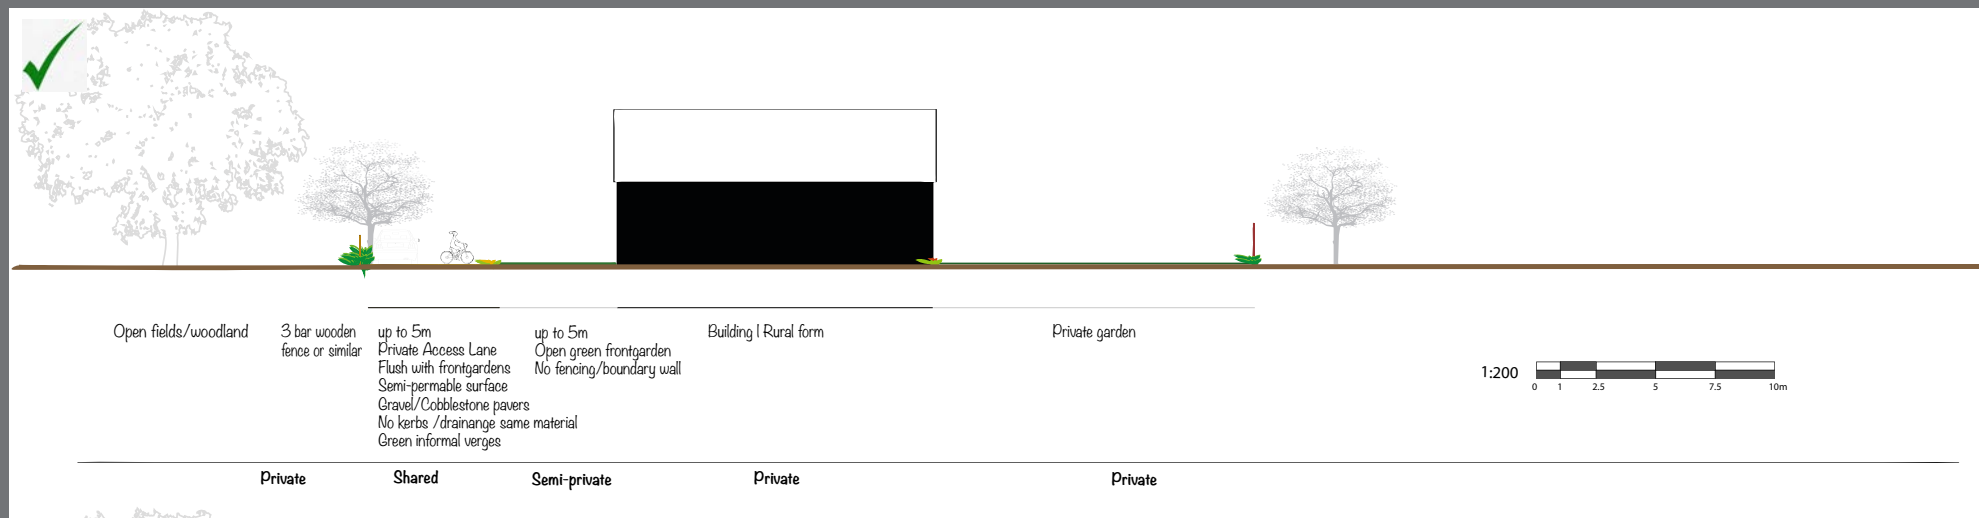 Open fields/woodland
3 bar wooden
fence or similar
up to 5m
Private Access Lane
Flush with frontgardens
Semi-permable surface
Gravel/Cobblestone pavers
No kerbs /drainange same material
Green informal verges
up to 5m
Open green frontgarden
No fencing/boundary wall
Building | Rural form
Private garden
1:200
0 1 2.5 5 7.5 10m
Private Shared Semi-private Private Private